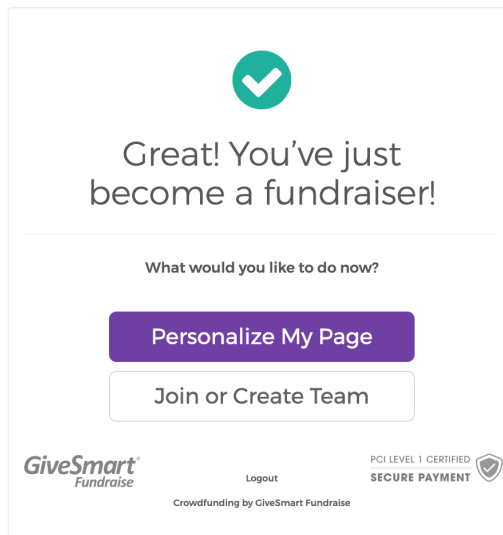 Great! You’ve just
become a fundraiser!
What would you like to do now?
Personalize My Page
Join or Create Team
GiveSmart®
Fundraise
Logout
Crowdfunding by GiveSmart Fundraise
PCI LEVEL 1 CERTIFIED
SECURE PAYMENT